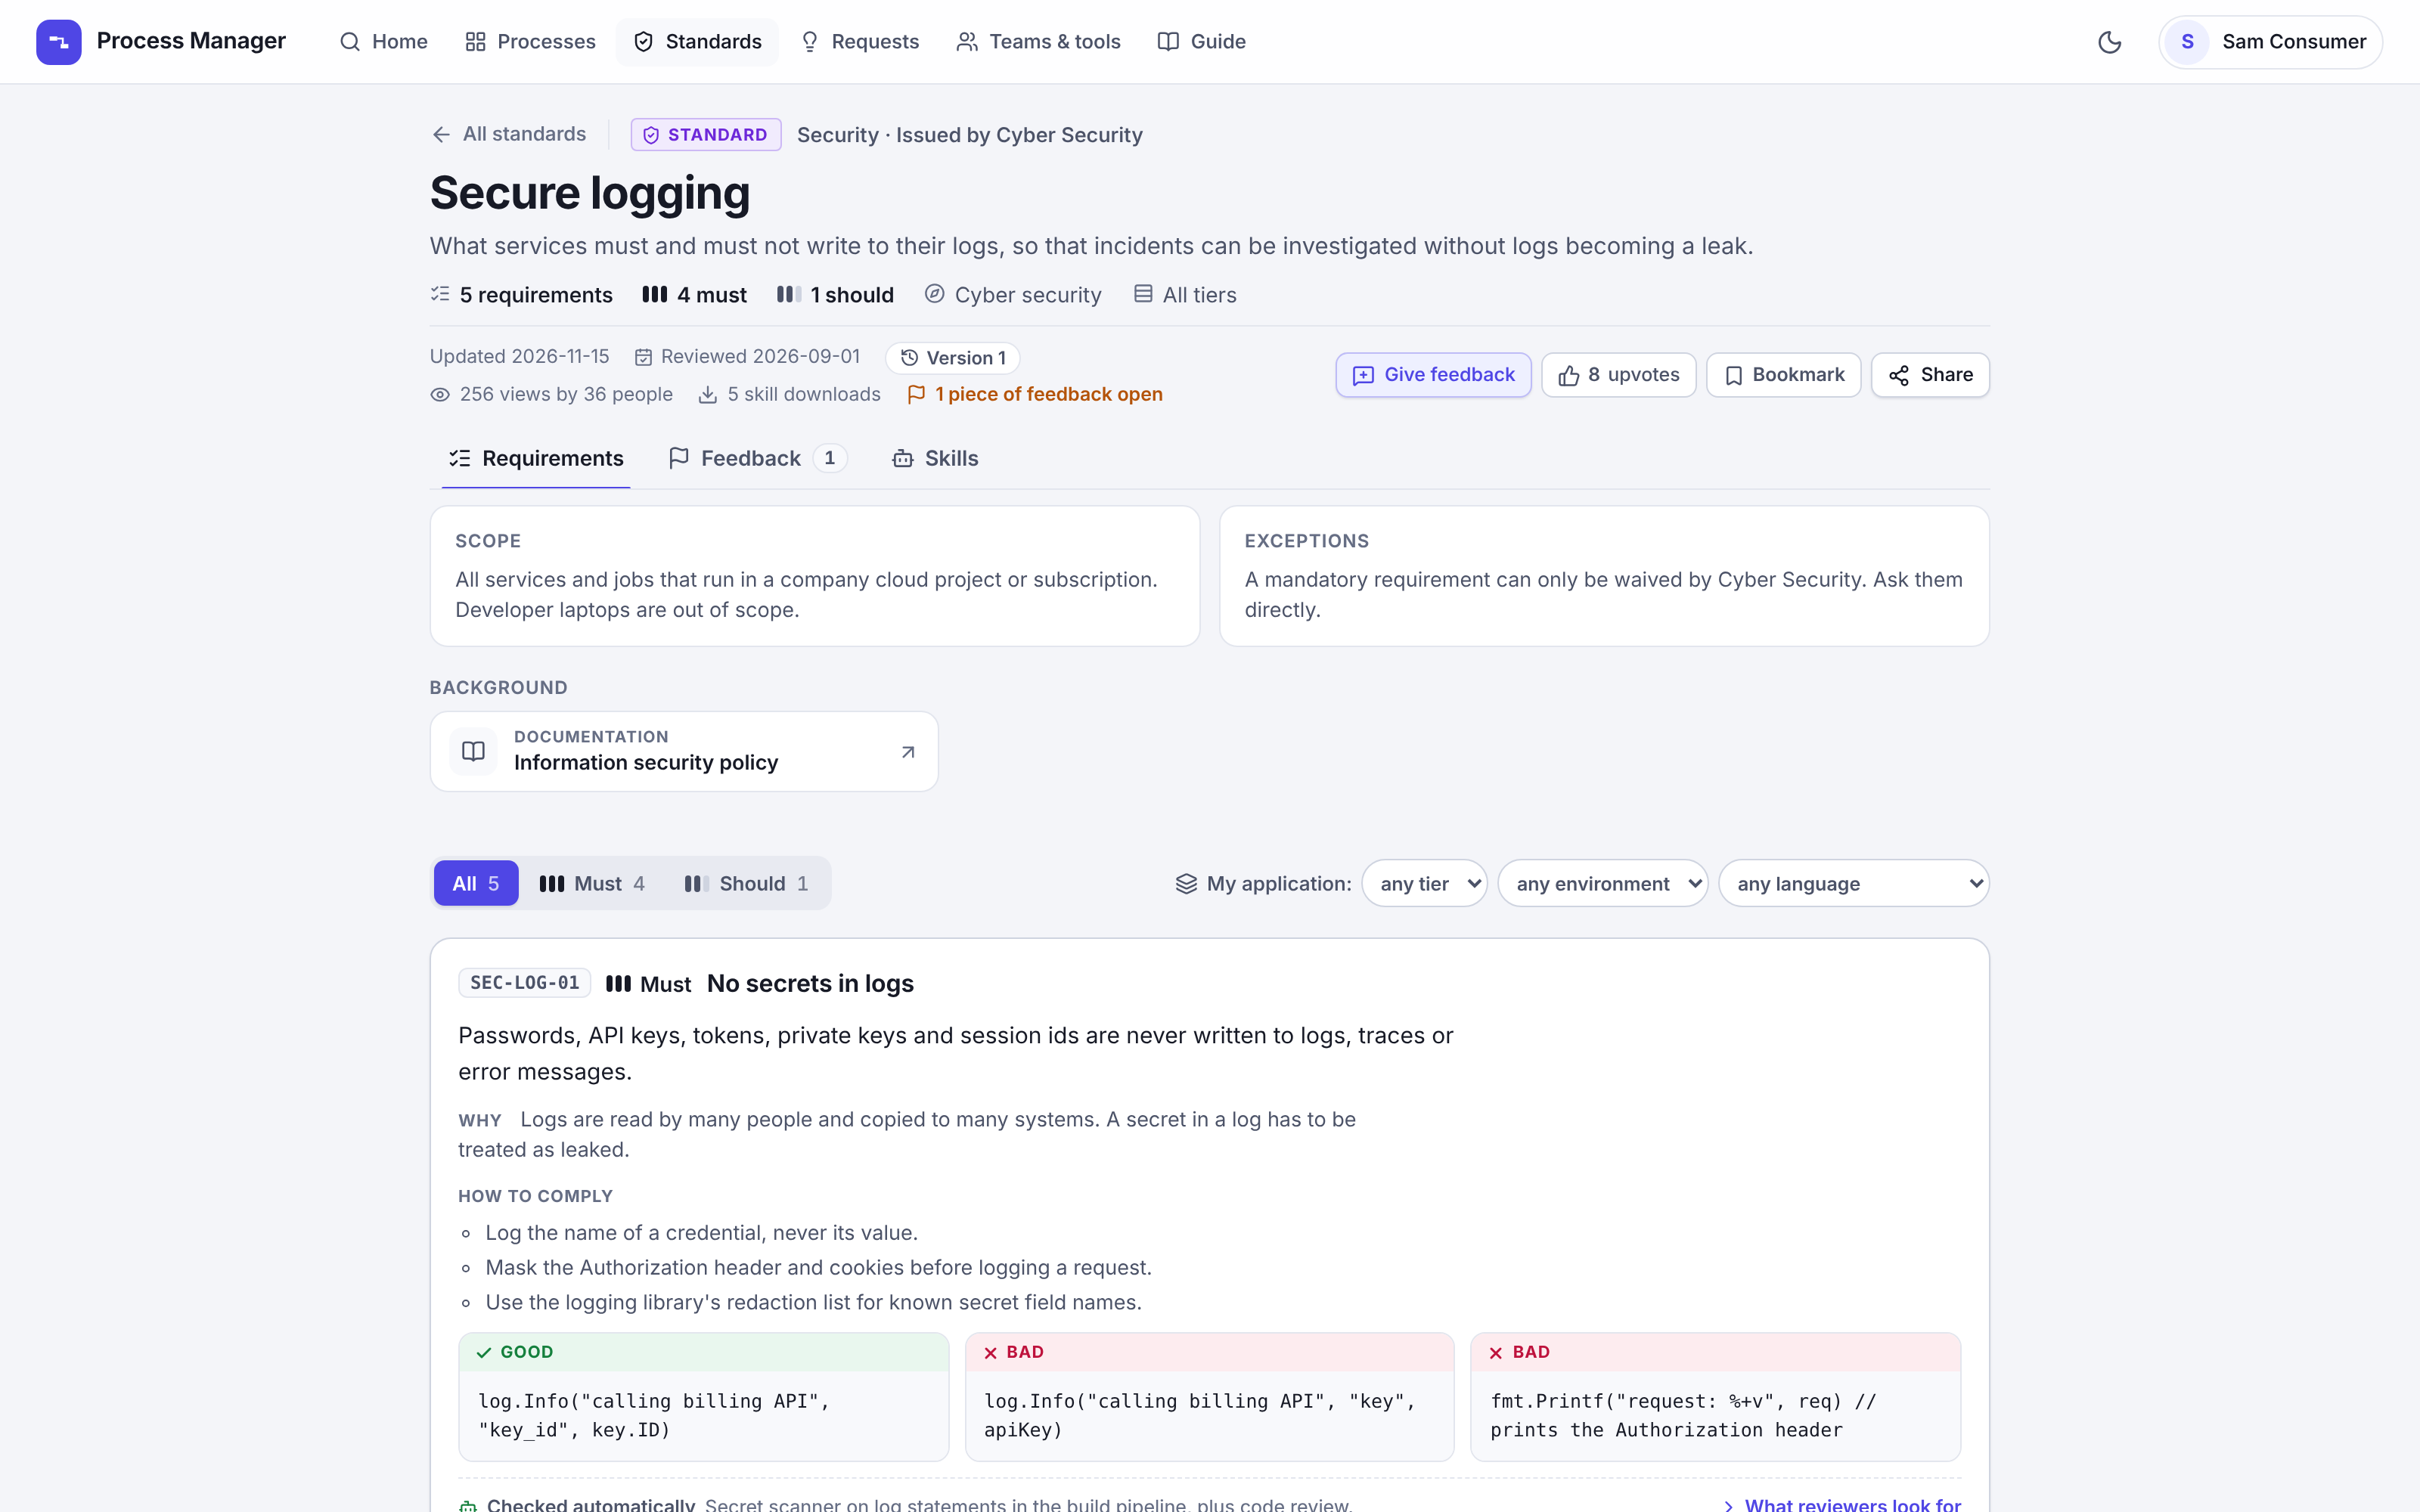 Process Manager
Home
Processes
Standards
Requests
Teams & tools
Guide
S
Sam Consumer
All standards
STANDARD
Security · Issued by Cyber Security
Secure logging
What services must and must not write to their logs, so that incidents can be investigated without logs becoming a leak.
5 requirements
4 must
1 should
Cyber security
All tiers
Updated 2026-11-15
Reviewed 2026-09-01
Version 1
256 views by 36 people
5 skill downloads
1 piece of feedback open
Give feedback
8 upvotes
Bookmark
Share
Requirements
Feedback 1
Skills
SCOPE
All services and jobs that run in a company cloud project or subscription.
Developer laptops are out of scope.
EXCEPTIONS
A mandatory requirement can only be waived by Cyber Security. Ask them
directly.
BACKGROUND
DOCUMENTATION
Information security policy
All 5
Must 4
Should 1
My application:
any tier
any environment
any language
SEC-LOG-01
Must
No secrets in logs
Passwords, API keys, tokens, private keys and session ids are never written to logs, traces or
error messages.
WHY Logs are read by many people and copied to many systems. A secret in a log has to be
treated as leaked.
HOW TO COMPLY
Log the name of a credential, never its value.
Mask the Authorization header and cookies before logging a request.
Use the logging library's redaction list for known secret field names.
GOOD
log.Info("calling billing API",
"key_id", key.ID)
BAD
log.Info("calling billing API", "key",
apiKey)
BAD
fmt.Printf("request: %+v", req) //
prints the Authorization header
Checked automatically Secret scanner on log statements in the build pipeline, plus code review.
What reviewers look for